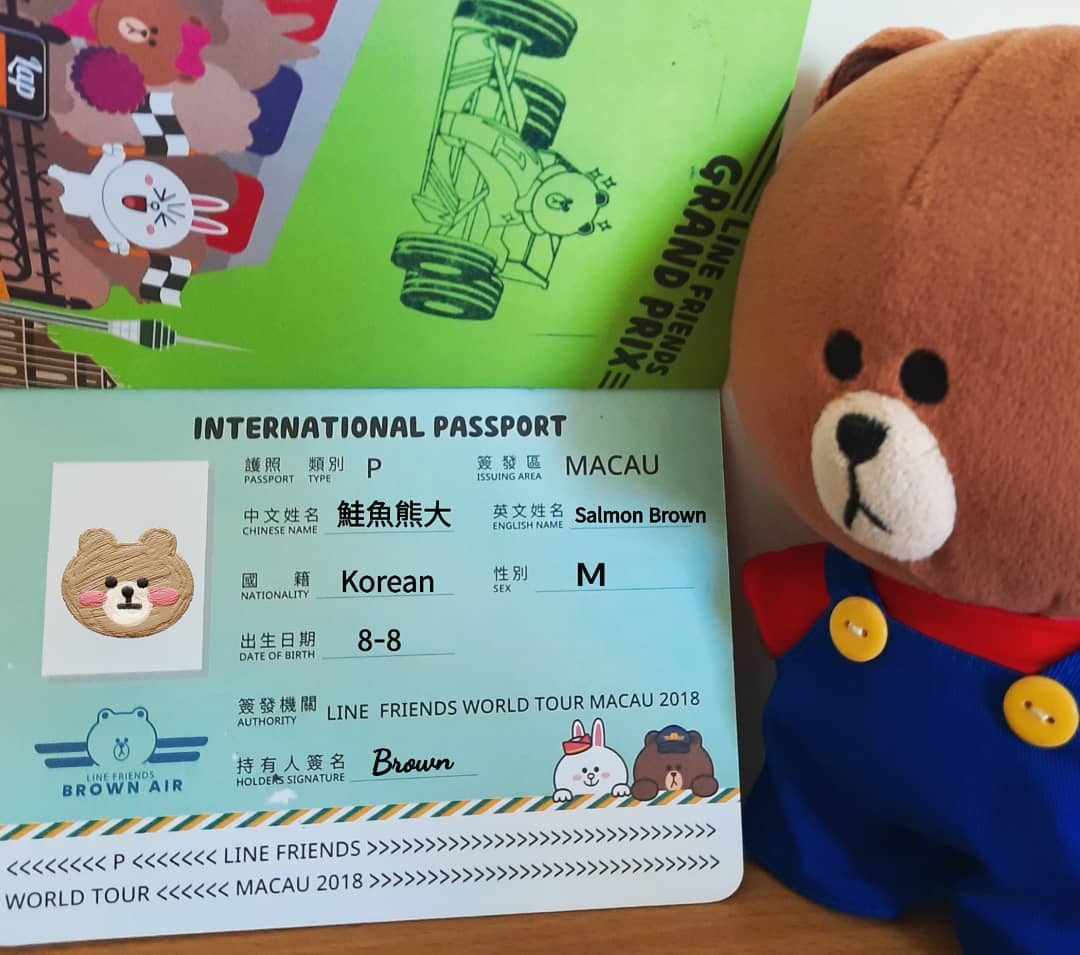 Lap
LINE FRIENDS
GRAND PRIX
INTERNATIONAL PASSPORT
護照 類別 P 簽發區 MACAU
PASSPORT TYPE ISSUING AREA
中文姓名 鮭魚熊大 英文姓名 Salmon Brown
CHINESE NAME ENGLISH NAME
國籍 Korean 性別 M
NATIONALITY SEX
出生日期 8-8
DATE OF BIRTH
簽發機關 LINE FRIENDS WORLD TOUR MACAU 2018
AUTHORITY
持有人簽名 Brown
HOLDERS SIGNATURE
LINE FRIENDS
BROWN AIR
<<<<<<<<< P <<<<<<< LINE FRIENDS >>>>>>>>>>>>>>>>>>>>>>>>>>>>>>
WORLD TOUR <<<<<< MACAU 2018 >>>>>>>>>>>>>>>>>>>>>>>>>>>>>>